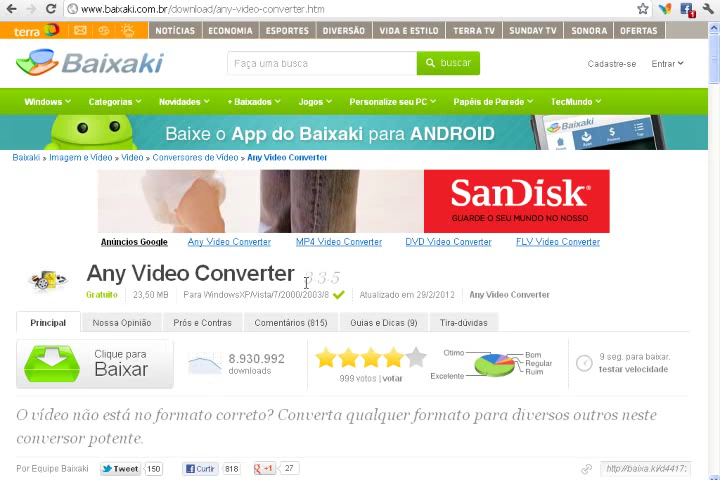 www.baixaki.com.br/download/any-video-converter.htm
terra NOTÍCIAS ECONOMIA ESPORTES DIVERSÃO VIDA E ESTILO TERRA TV SUNDAY TV SONORA OFERTAS
Baixaki Faça uma busca buscar Cadastre-se Entrar
Windows Categorias Novidades + Baixados Jogos Personalize seu PC Papéis de Parede TecMundo
Baixe o App do Baixaki para ANDROID
Baixaki » Imagem e Vídeo » Vídeo » Conversores de Vídeo » Any Video Converter
SanDisk®
GUARDE O SEU MUNDO NO NOSSO
Anúncios Google Any Video Converter MP4 Video Converter DVD Video Converter FLV Video Converter
Any Video Converter 3.3.5
Gratuito 23,50 MB Para WindowsXP/Vista/7/2000/2003/8 Atualizado em 29/2/2012 Any Video Converter
Principal Nossa Opinião Prós e Contras Comentários (815) Guias e Dicas (9) Tira-dúvidas
Clique para
Baixar
8.930.992
downloads
999 votos | votar
Ótimo Bom
Regular
Excelente Ruim
9 seg. para baixar.
testar velocidade
O vídeo não está no formato correto? Converta qualquer formato para diversos outros neste
conversor potente.
Por Equipe Baixaki Tweet 150 Curtir 818 +1 27 http://baixa.ki/d4417